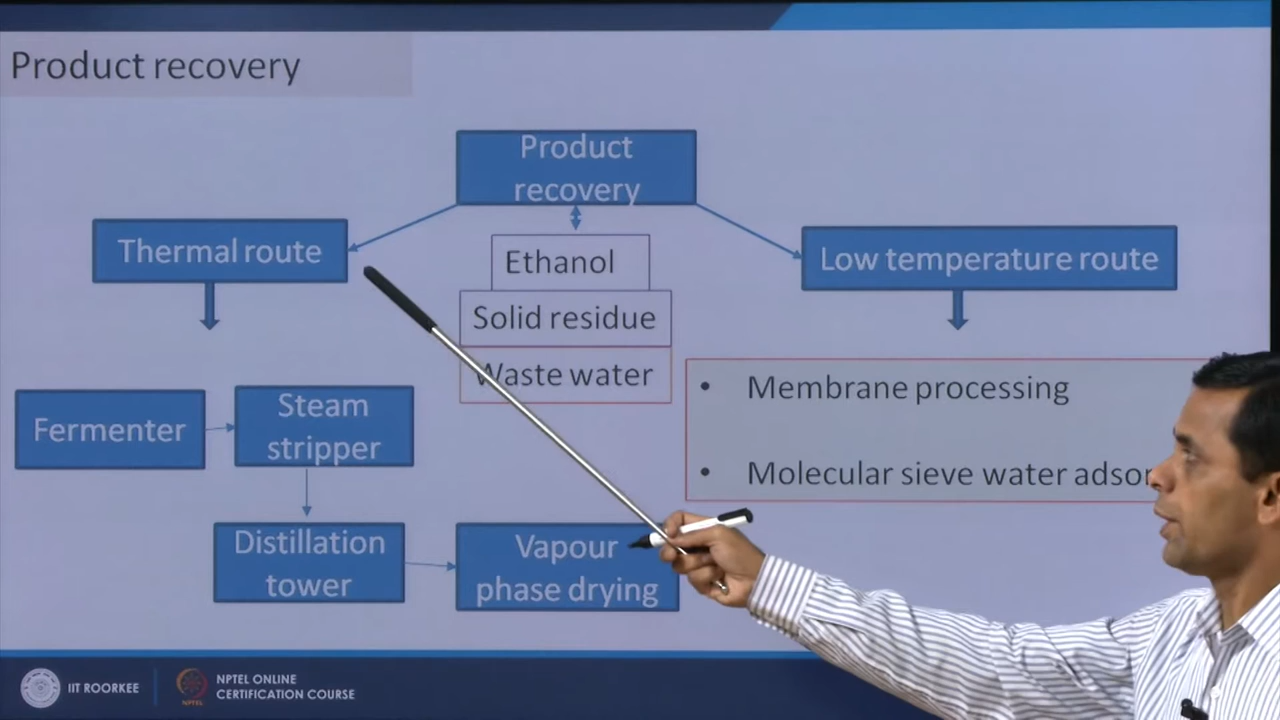 Product recovery
Product
recovery
Thermal route
Ethanol
Low temperature route
Solid residue
Waste water
Membrane processing
Molecular sieve water
Fermenter
Steam
stripper
Distillation
tower
Vapour
phase drying
IIT ROORKEE
NPTEL ONLINE
CERTIFICATION COURSE
NPTEL